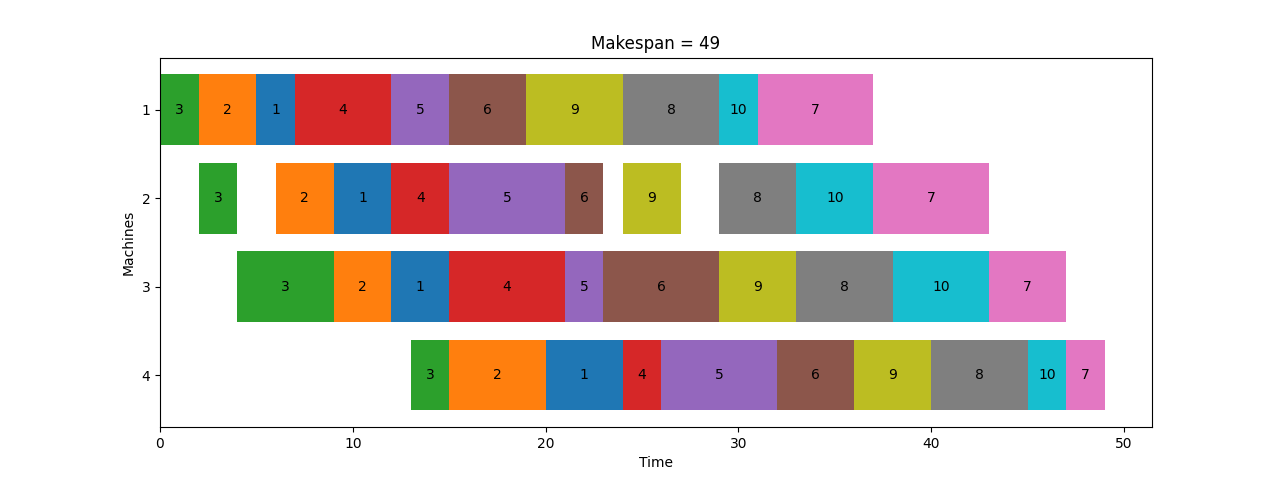 Makespan = 49
Machines
1 3 2 1 4 5 6 9 8 10 7
2 3 2 1 4 5 6 9 8 10 7
3 3 2 1 4 5 6 9 8 10 7
4 3 2 1 4 5 6 9 8 10 7
0 10 20 30 40 50
Time